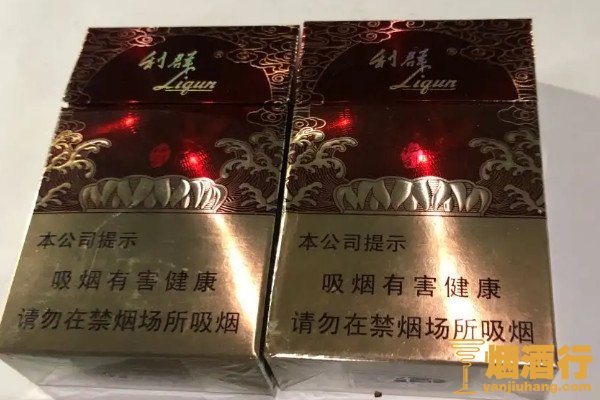 利群®
Liqun
本公司提示
吸烟有害健康
请勿在禁烟场所吸烟
利群®
Liqun
本公司提示
吸烟有害健康
请勿在禁烟场所吸烟
烟酒行
yanjiuhang.com